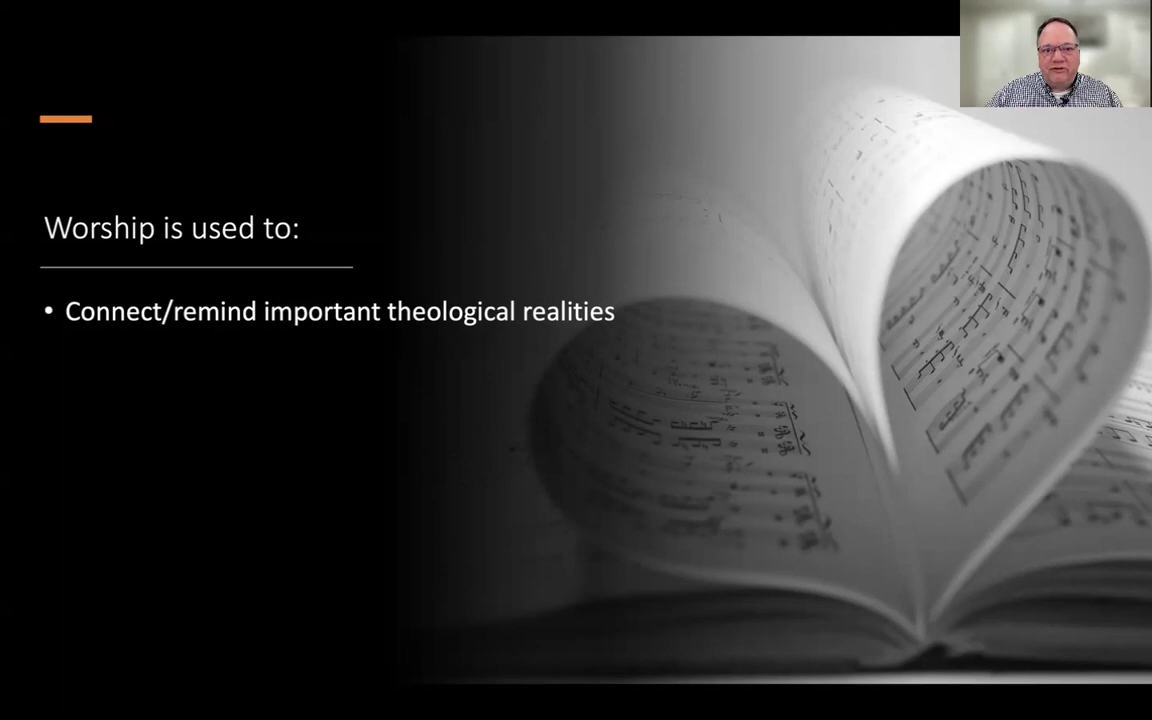 Worship is used to:
• Connect/remind important theological realities